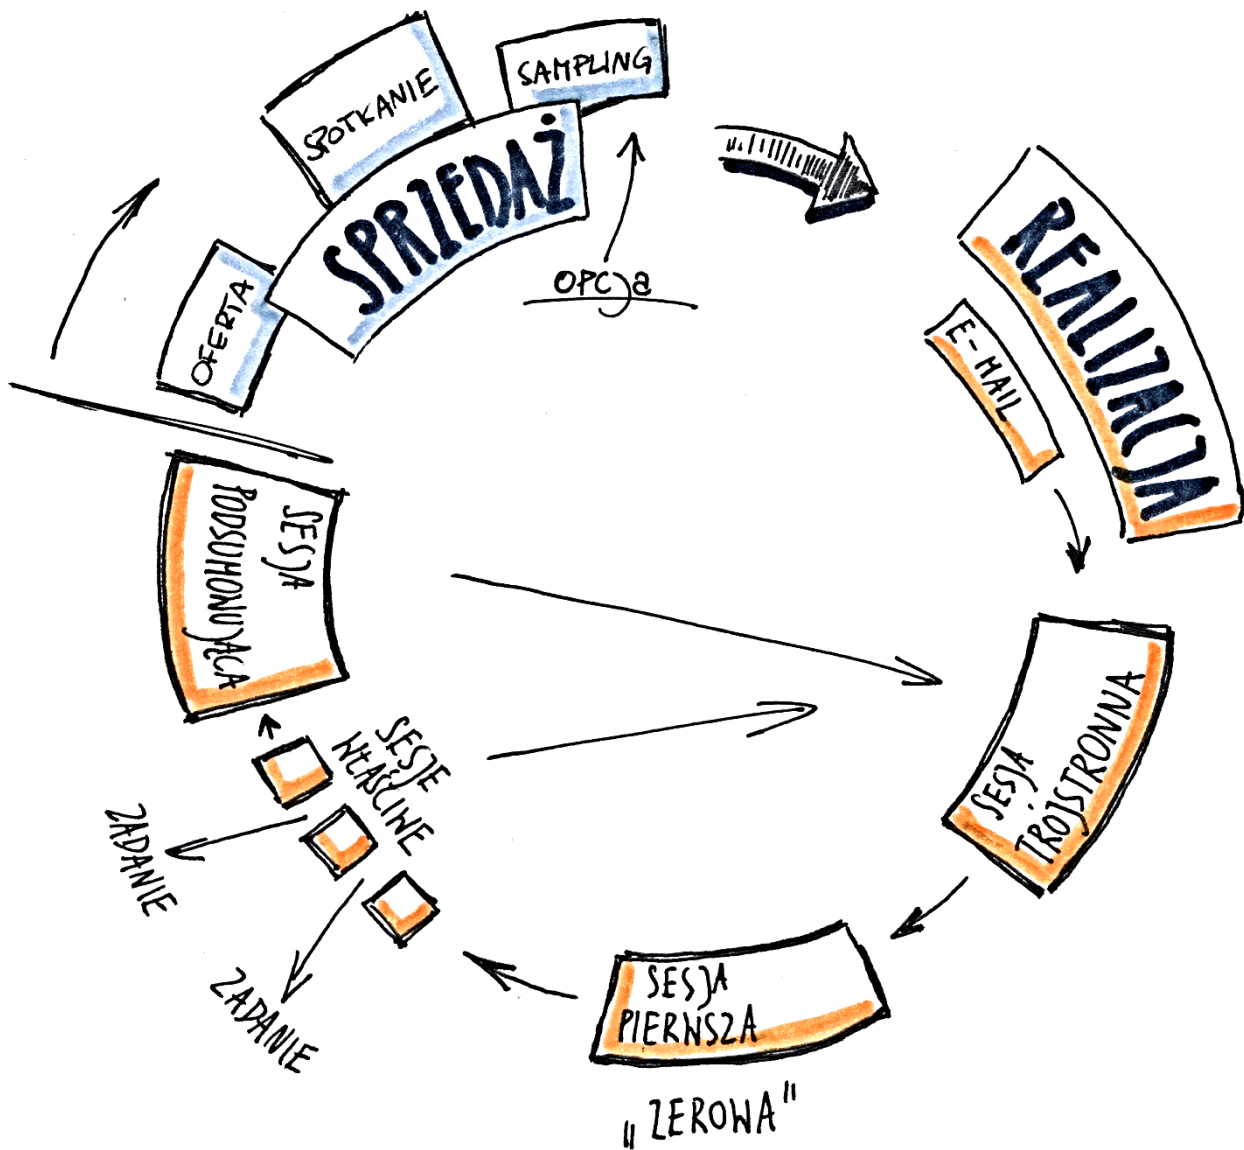 SAMPLING
SPOTKANIE
SPRZEDAŻ
OFERTA
OPCJA
REALIZACJA
E-MAIL
SESJA
TRÓJSTRONNA
SESJA
PIERWSZA
„ZEROWA"
SESJE
WŁAŚCIWE
ZADANIE
ZADANIE
SESJA
PODSUMOWUJĄCA